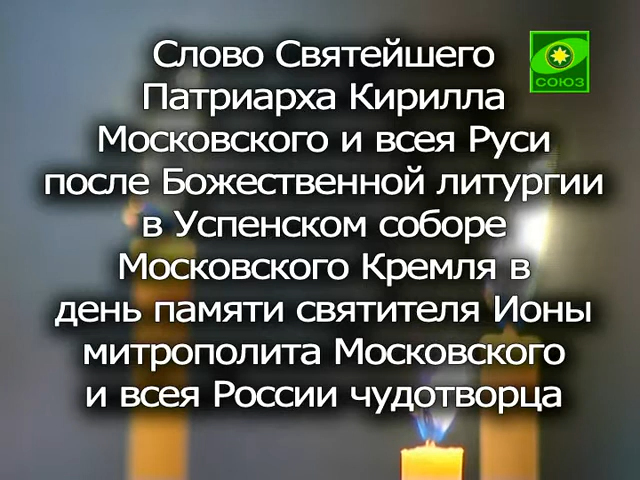 Слово Святейшего
Патриарха Кирилла
Московского и всея Руси
после Божественной литургии
в Успенском соборе
Московского Кремля в
день памяти святителя Ионы
митрополита Московского
и всея России чудотворца
СОЮЗ